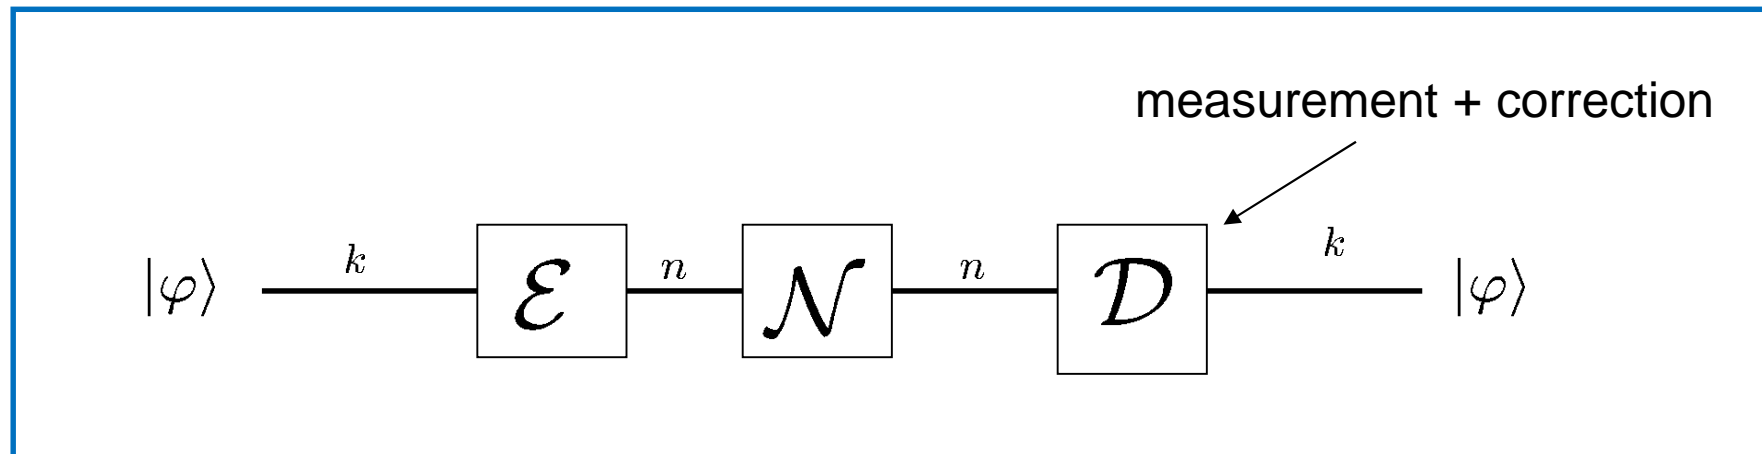 measurement + correction
|φ⟩ k ℰ n 𝒩 n 𝒟 k |φ⟩